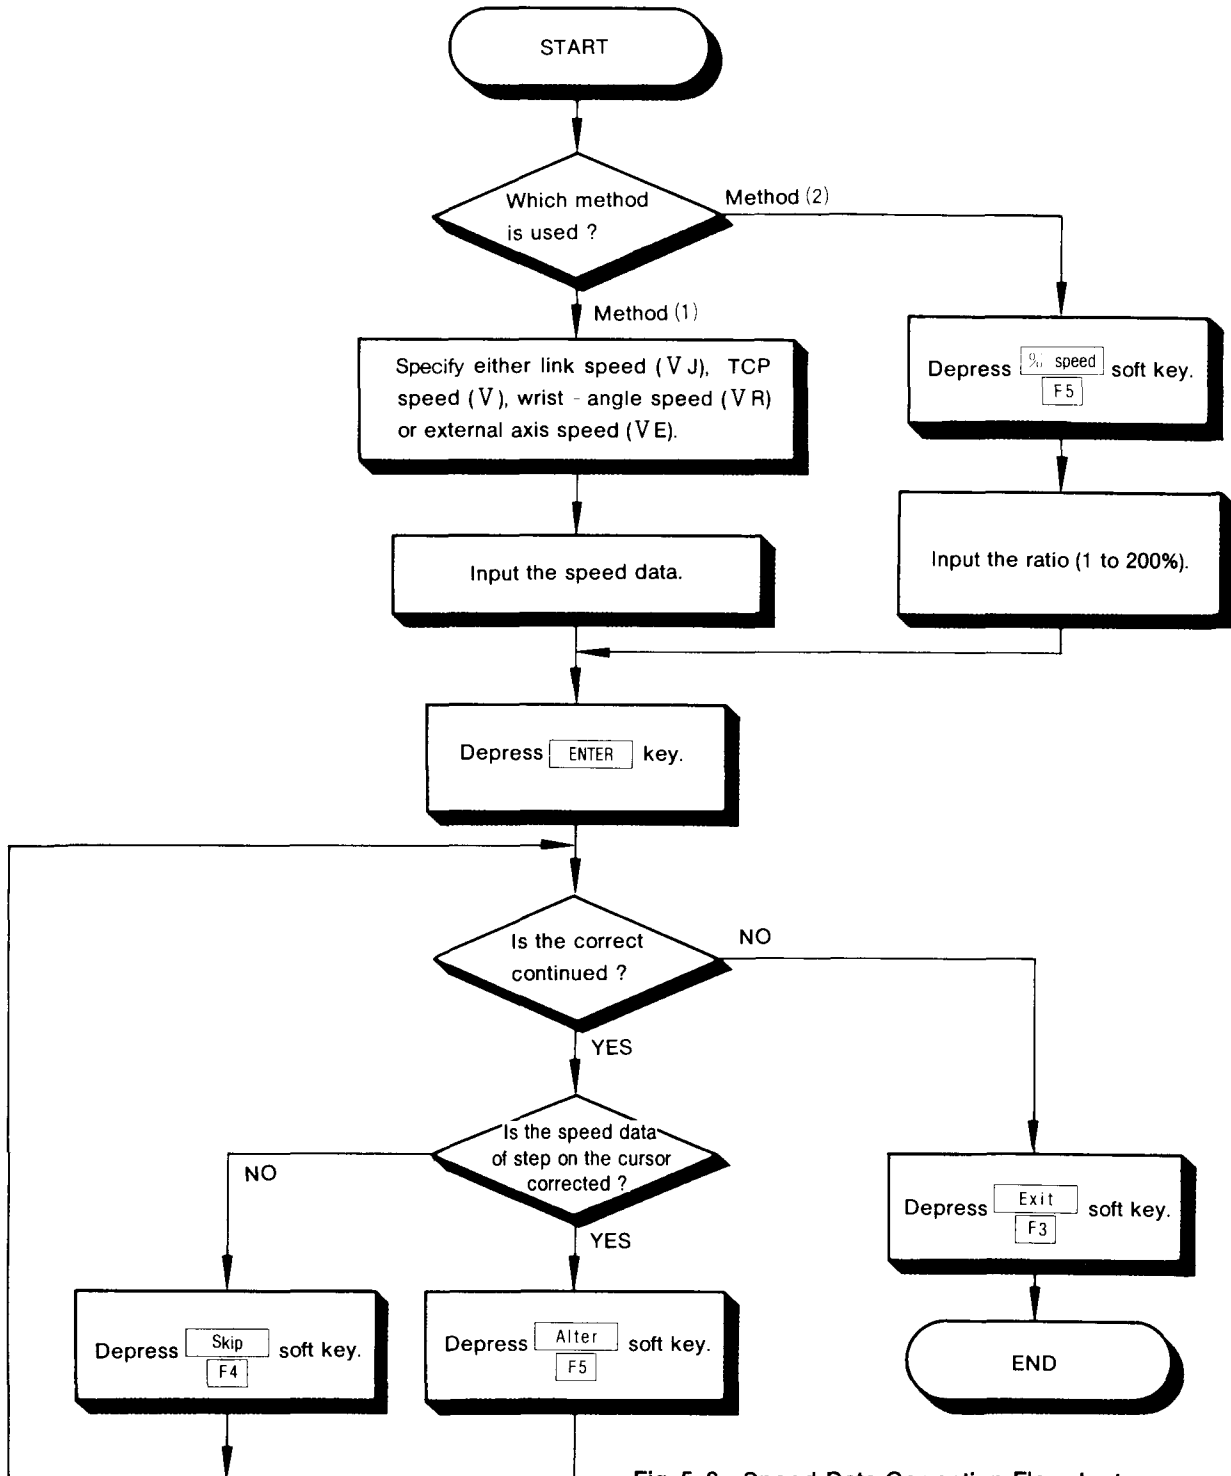 START
Which method
is used ?
Method (2)
Method (1)
Specify either link speed (VJ), TCP
speed (V), wrist - angle speed (VR)
or external axis speed (VE).
Depress % speed soft key.
F5
Input the speed data.
Input the ratio (1 to 200%).
Depress ENTER key.
Is the correct
continued ?
NO
YES
Is the speed data
of step on the cursor
corrected ?
NO
YES
Depress Exit soft key.
F3
Depress Skip soft key.
F4
Depress Alter soft key.
F5
END